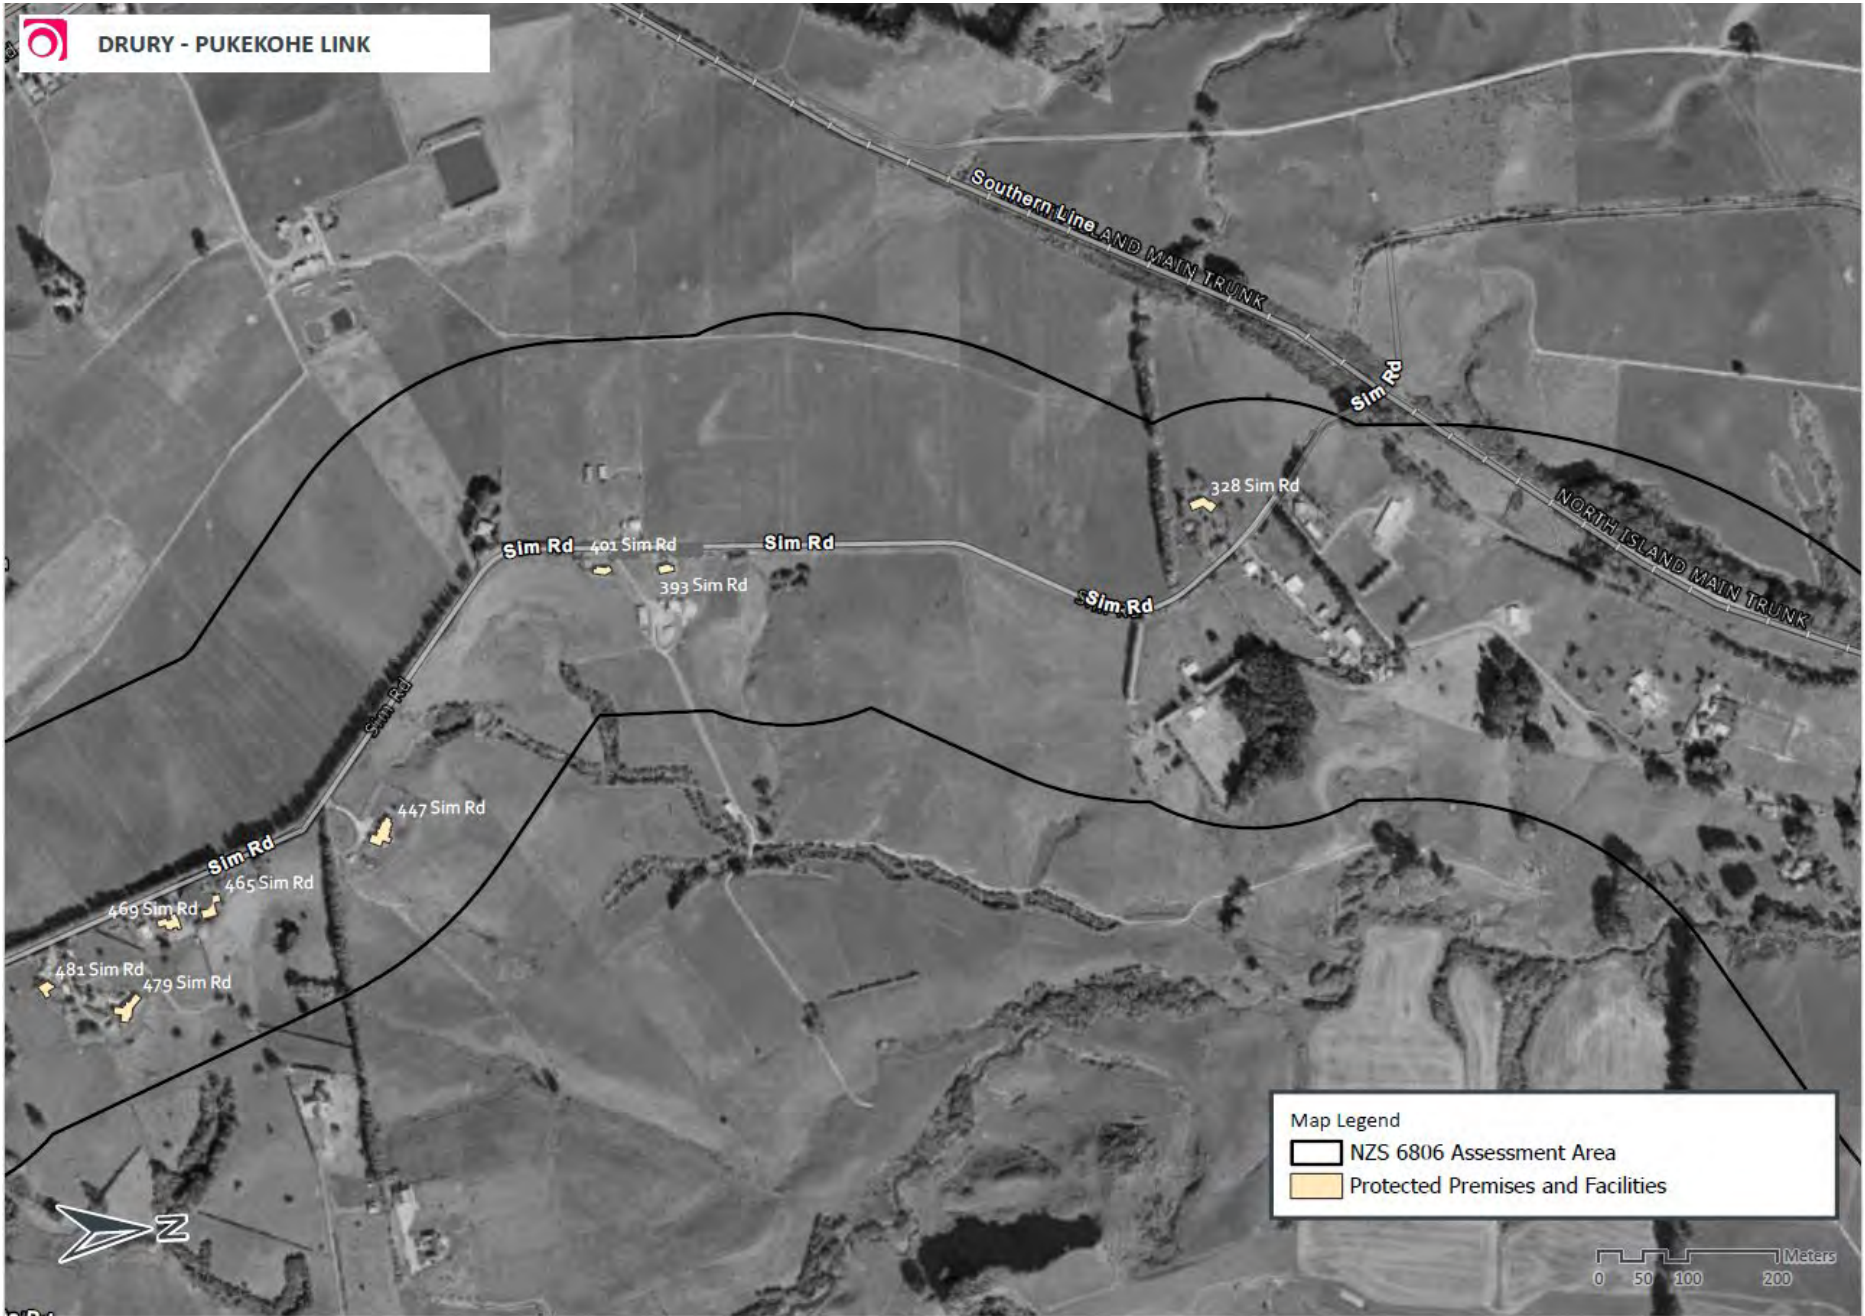 DRURY - PUKEKOHE LINK
Southern Line
LAND MAIN TRUNK
Sim Rd
328 Sim Rd
NORTH ISLAND MAIN TRUNK
Sim Rd
401 Sim Rd
Sim Rd
393 Sim Rd
Sim Rd
Sim Rd
447 Sim Rd
Sim Rd
465 Sim Rd
469 Sim Rd
481 Sim Rd
479 Sim Rd
Map Legend
NZS 6806 Assessment Area
Protected Premises and Facilities
N
Meters
0 50 100 200